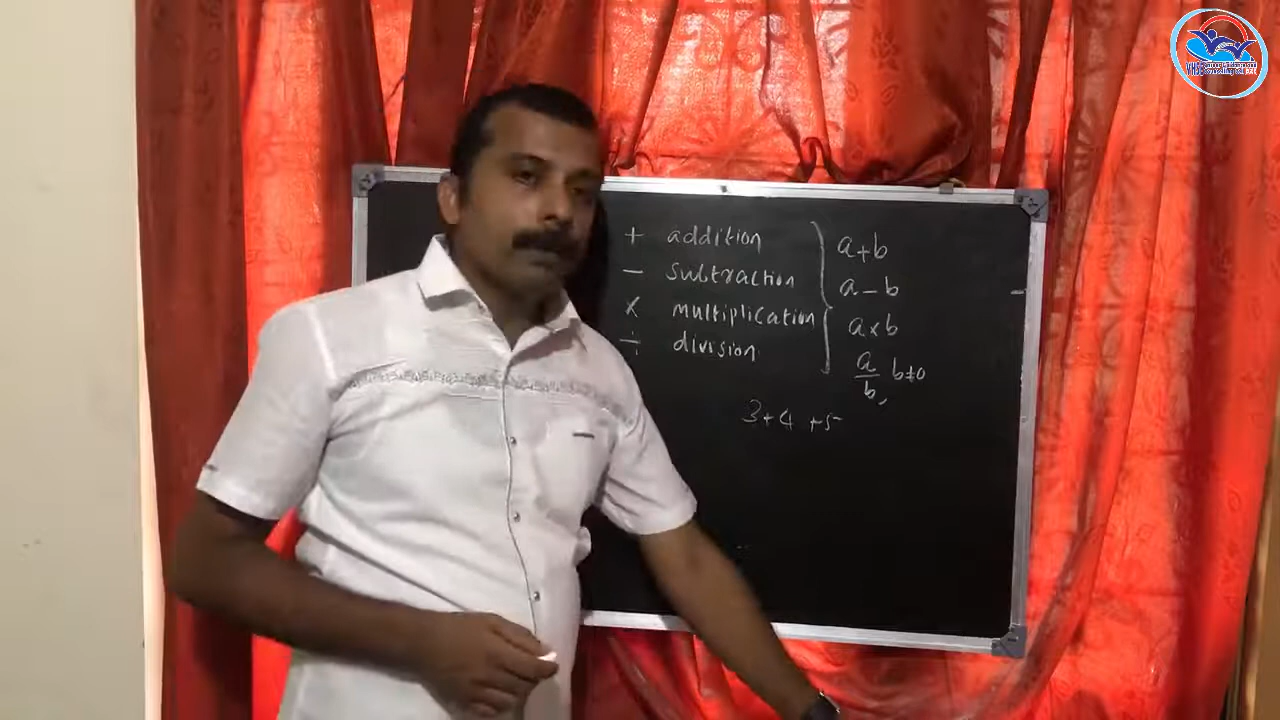 + addition a+b
− subtraction a−b
× multiplication a×b
÷ division a/b, b≠0
3+4+5